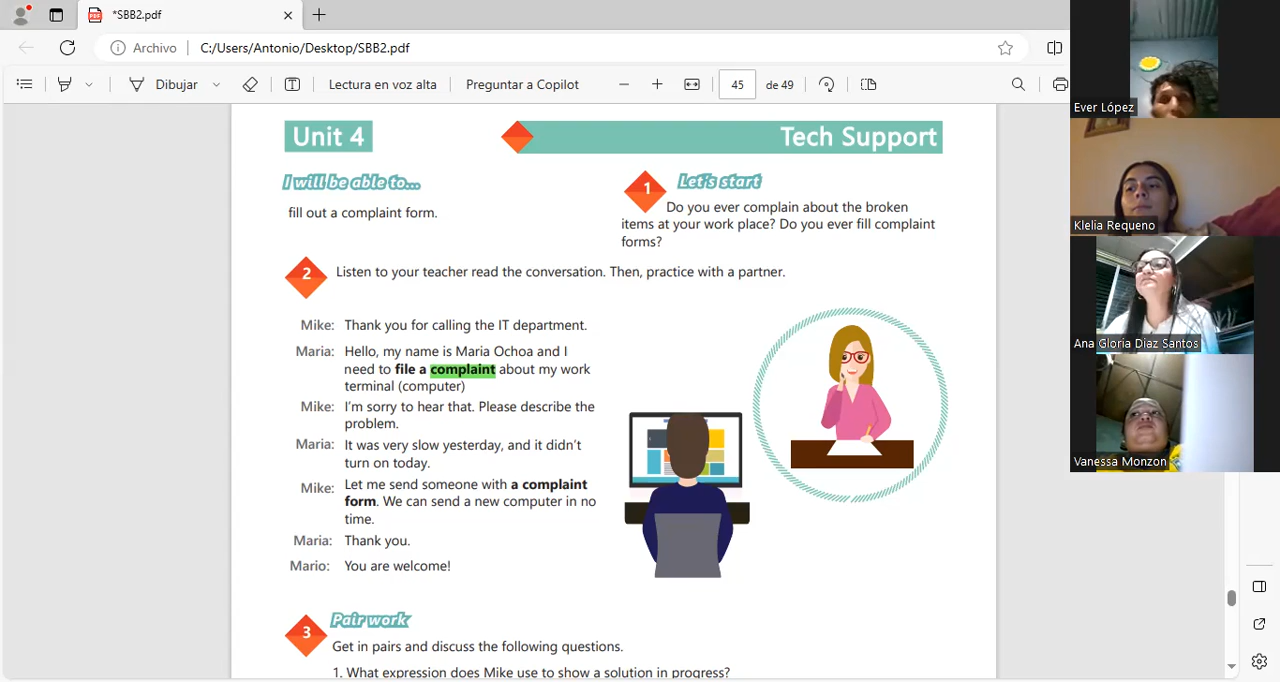 *SBB2.pdf
Archivo
C:/Users/Antonio/Desktop/SBB2.pdf
Dibujar
Lectura en voz alta
Preguntar a Copilot
45
de 49
Unit 4
Tech Support
I will be able to...
fill out a complaint form.
1
Let's start
Do you ever complain about the broken
items at your work place? Do you ever fill complaint
forms?
2
Listen to your teacher read the conversation. Then, practice with a partner.
Mike: Thank you for calling the IT department.
Maria: Hello, my name is Maria Ochoa and I
need to file a complaint about my work
terminal (computer)
Mike: I'm sorry to hear that. Please describe the
problem.
Maria: It was very slow yesterday, and it didn't
turn on today.
Mike: Let me send someone with a complaint
form. We can send a new computer in no
time.
Maria: Thank you.
Mario: You are welcome!
3
Pair work
Get in pairs and discuss the following questions.
1. What expression does Mike use to show a solution in progress?
Ever López
Klelia Requeno
Ana Gloria Diaz Santos
Vanessa Monzon